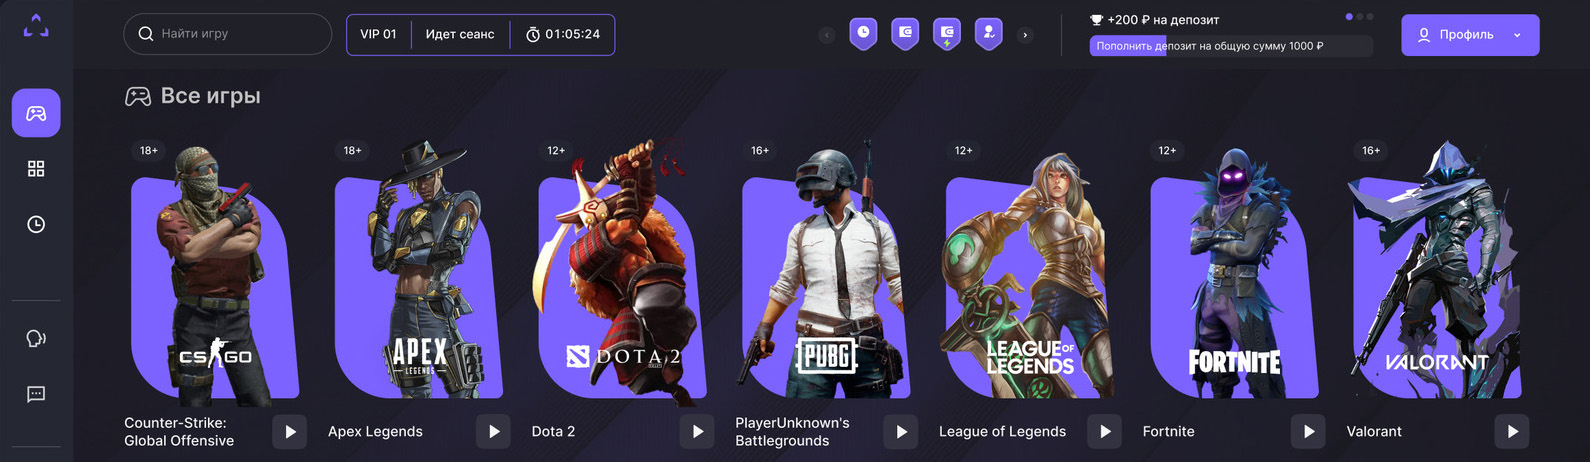 Найти игру
VIP 01
Идет сеанс
01:05:24
+200 ₽ на депозит
Пополнить депозит на общую сумму 1000 ₽
Профиль
Все игры
18+
18+
12+
16+
12+
12+
16+
CS GO
APEX
LEGENDS
DOTA 2
PUBG
LEAGUE OF
LEGENDS
FORTNITE
VALORANT
Counter-Strike:
Global Offensive
Apex Legends
Dota 2
PlayerUnknown's
Battlegrounds
League of Legends
Fortnite
Valorant